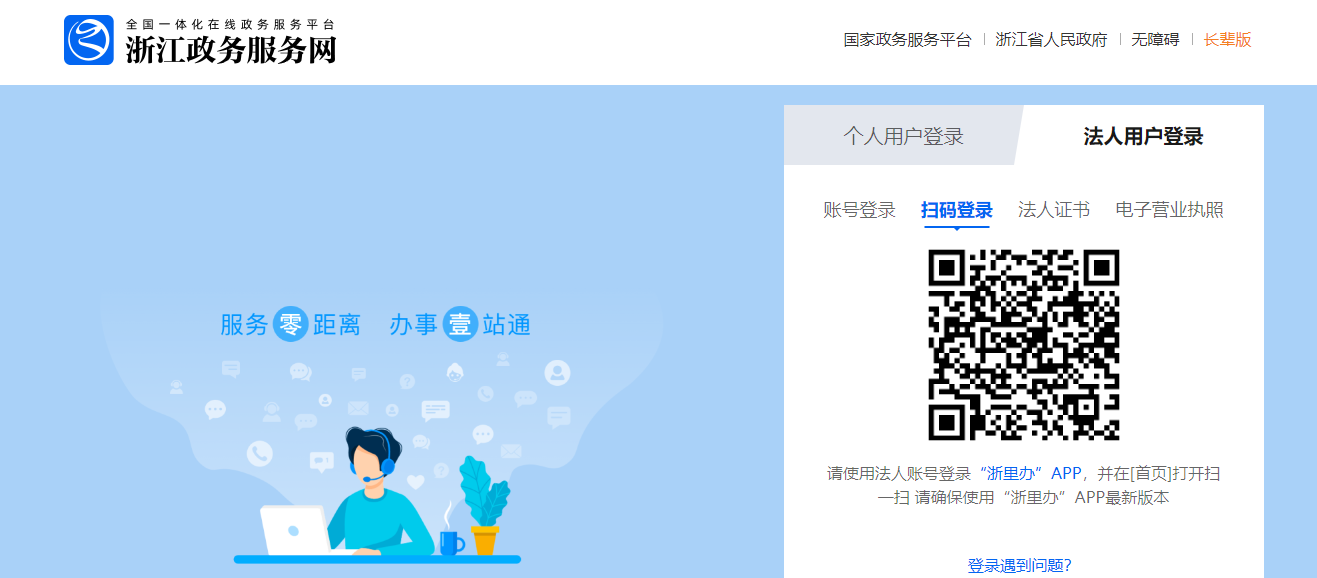 全国一体化在线政务服务平台
浙江政务服务网
国家政务服务平台
浙江省人民政府
无障碍
长辈版
个人用户登录
法人用户登录
账号登录
扫码登录
法人证书
电子营业执照
服务零距离 办事壹站通
请使用法人账号登录“浙里办”APP，并在[首页]打开扫
一扫 请确保使用“浙里办”APP最新版本
登录遇到问题?